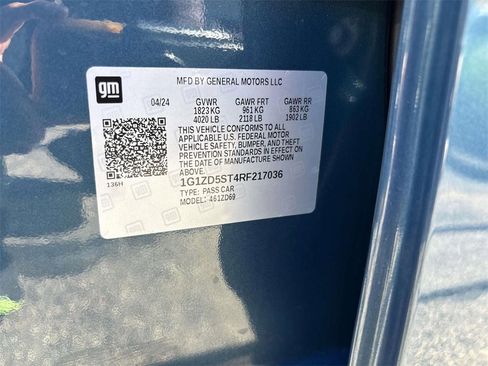 gm
MFD BY GENERAL MOTORS LLC
04/24 GVWR GAWR FRT GAWR RR
1823 KG 961 KG 863 KG
4020 LB 2118 LB 1902 LB
THIS VEHICLE CONFORMS TO ALL
APPLICABLE U.S. FEDERAL MOTOR
VEHICLE SAFETY, BUMPER, AND THEFT
PREVENTION STANDARDS IN EFFECT ON
THE DATE OF MANUFACTURE SHOWN
ABOVE.
136H
1G1ZD5ST4RF217036
TYPE: PASS CAR
MODEL: 461ZD69